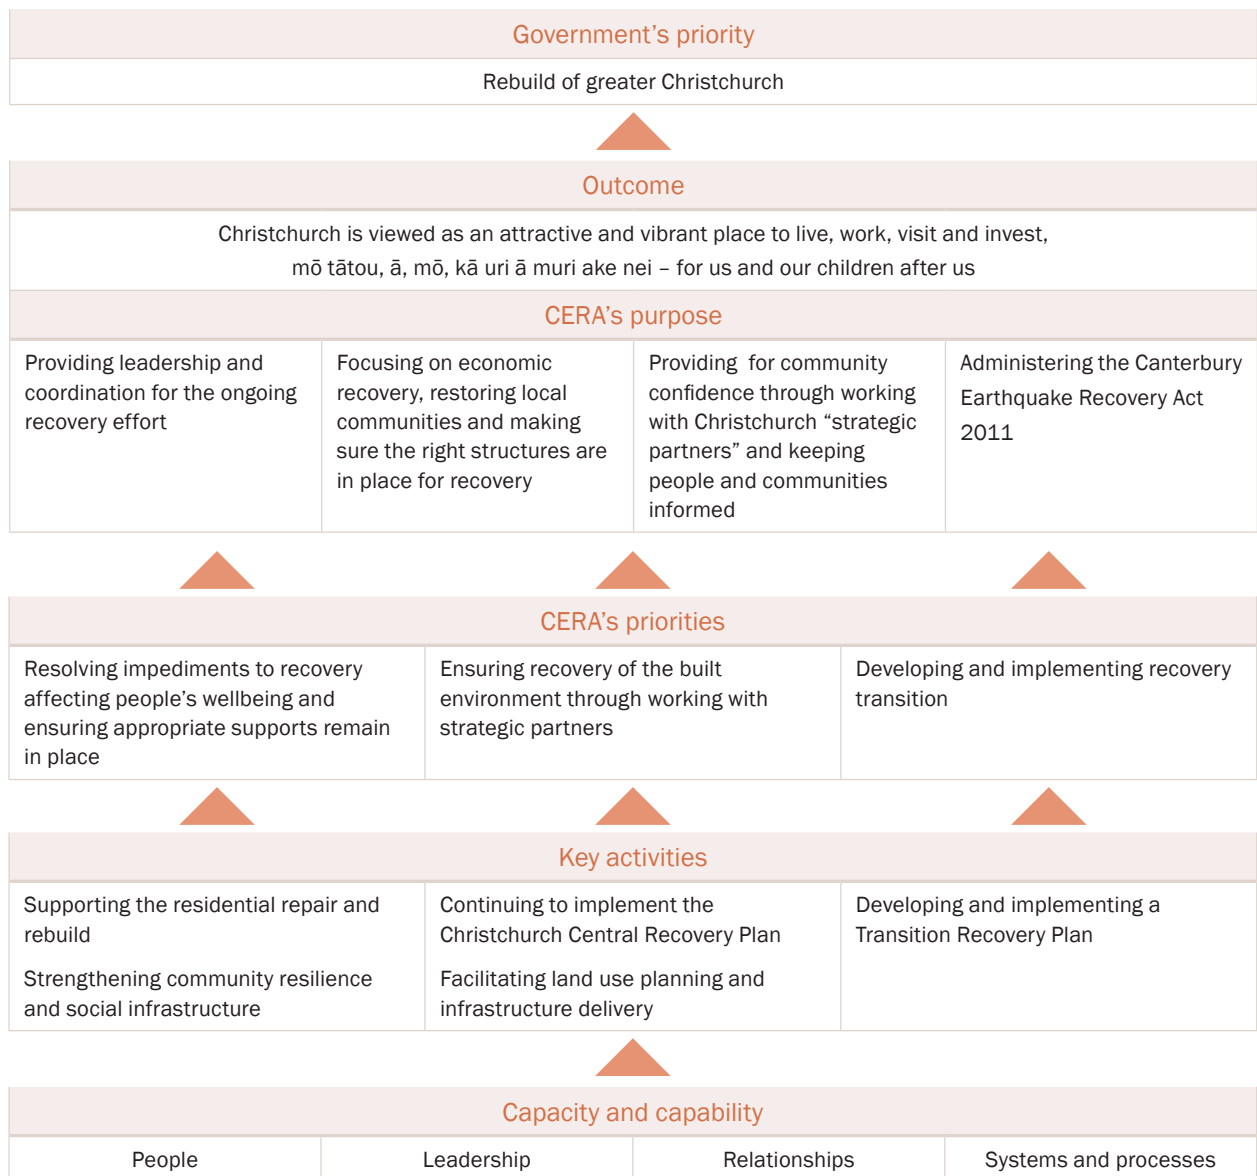 Government's priority
Rebuild of greater Christchurch
Outcome
Christchurch is viewed as an attractive and vibrant place to live, work, visit and invest,
mō tātou, ā, mō, kā uri ā muri ake nei – for us and our children after us
CERA's purpose
Providing leadership and
coordination for the ongoing
recovery effort
Focusing on economic
recovery, restoring local
communities and making
sure the right structures are
in place for recovery
Providing for community
confidence through working
with Christchurch “strategic
partners” and keeping
people and communities
informed
Administering the Canterbury
Earthquake Recovery Act
2011
CERA's priorities
Resolving impediments to recovery
affecting people's wellbeing and
ensuring appropriate supports remain
in place
Ensuring recovery of the built
environment through working with
strategic partners
Developing and implementing recovery
transition
Key activities
Supporting the residential repair and
rebuild
Strengthening community resilience
and social infrastructure
Continuing to implement the
Christchurch Central Recovery Plan
Facilitating land use planning and
infrastructure delivery
Developing and implementing a
Transition Recovery Plan
Capacity and capability
People
Leadership
Relationships
Systems and processes